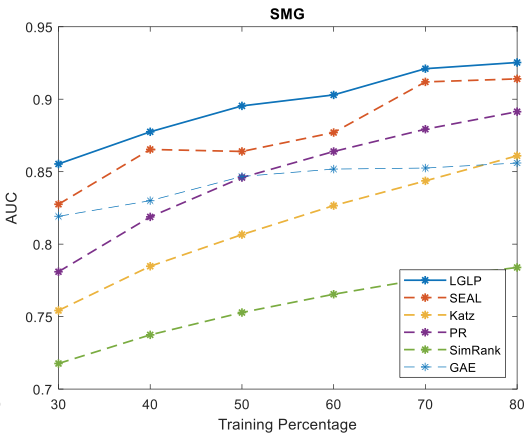 SMG
0.95
0.9
0.85
0.8
0.75
0.7
AUC
30 40 50 60 70 80
Training Percentage
LGLP
SEAL
Katz
PR
SimRank
GAE